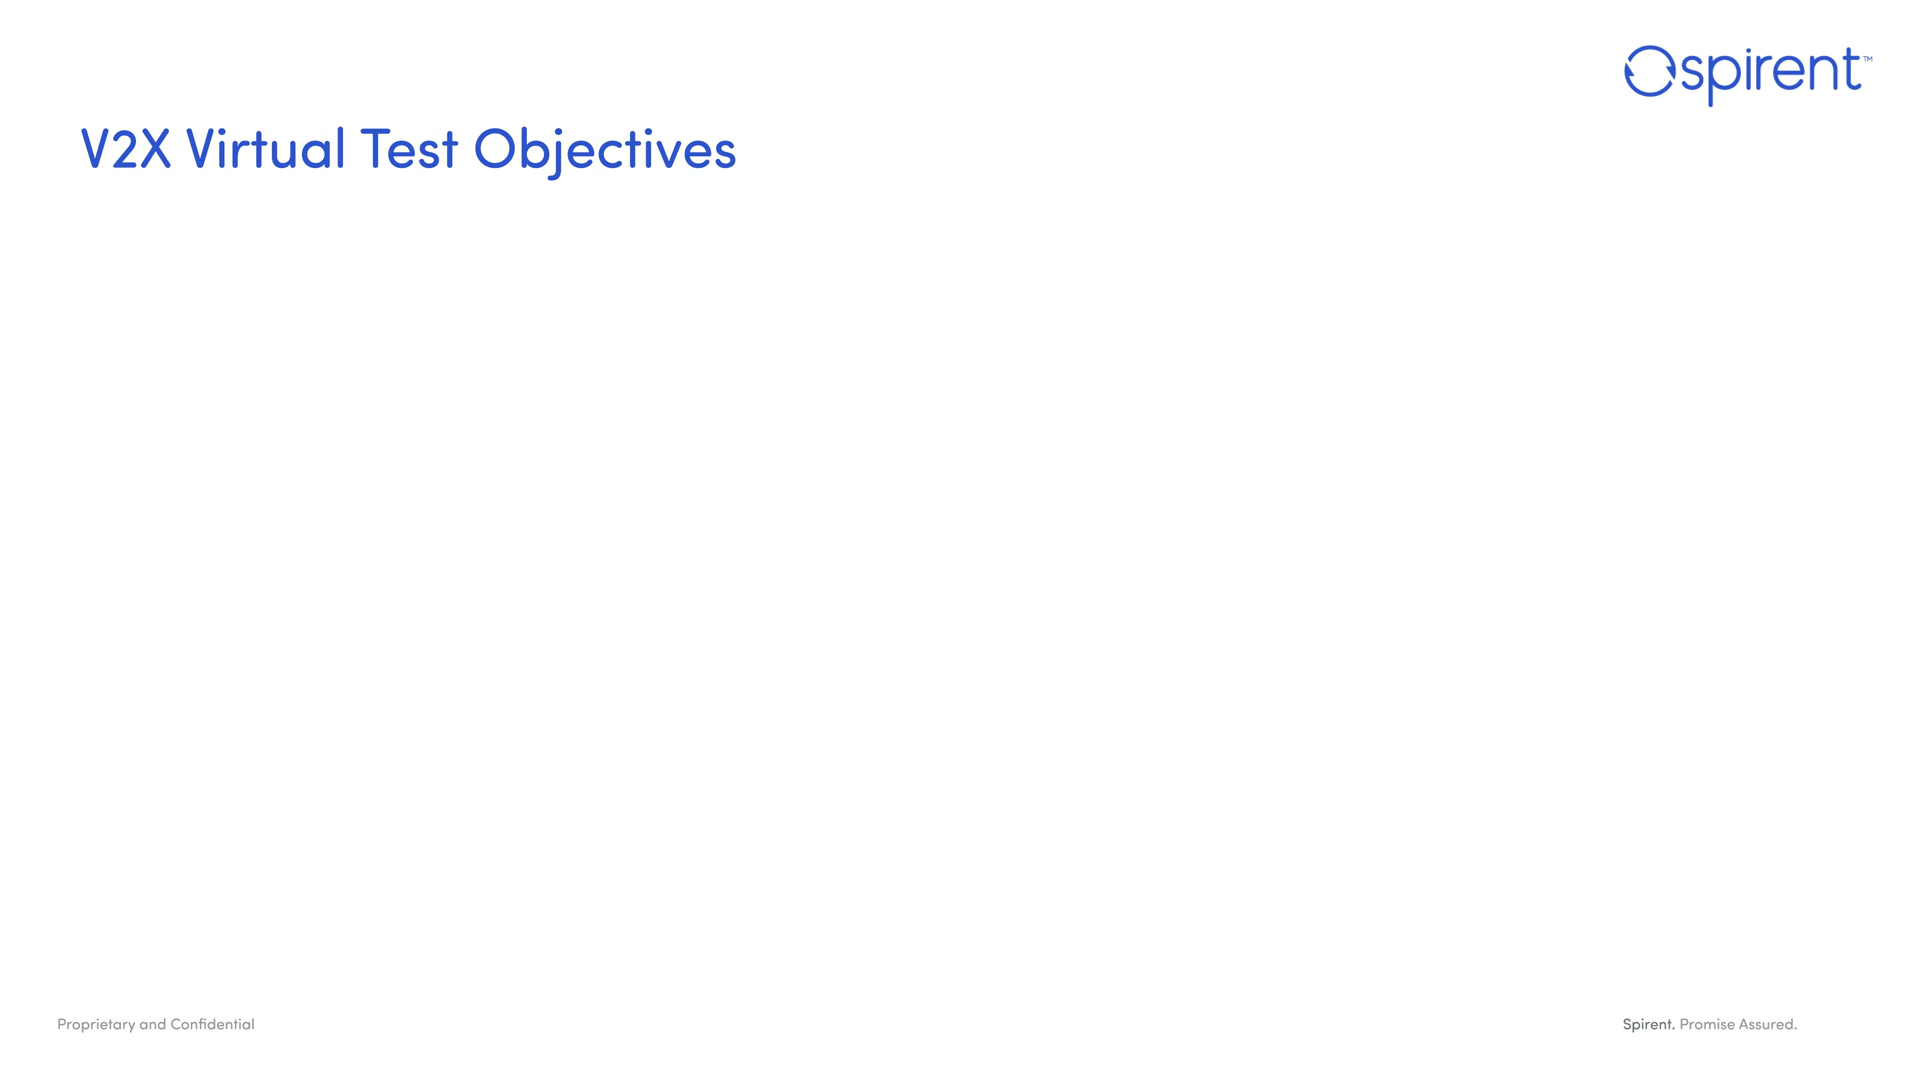 spirent™
V2X Virtual Test Objectives
Proprietary and Confidential
Spirent. Promise Assured.